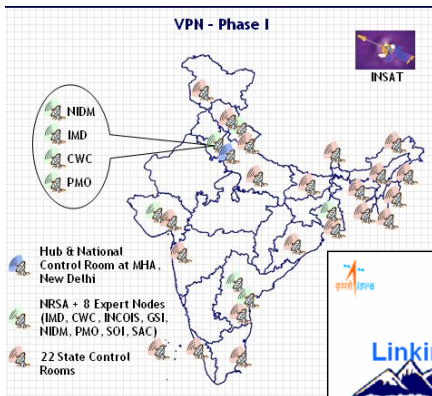 VPN - Phase I
INSAT
NIDM
IMD
CWC
PMO
Hub & National
Control Room at MHA,
New Delhi
NRSA + 8 Expert Nodes
(IMD, CWC, INCOIS, GSI,
NIDM, PMO, SOI, SAC)
22 State Control
Rooms